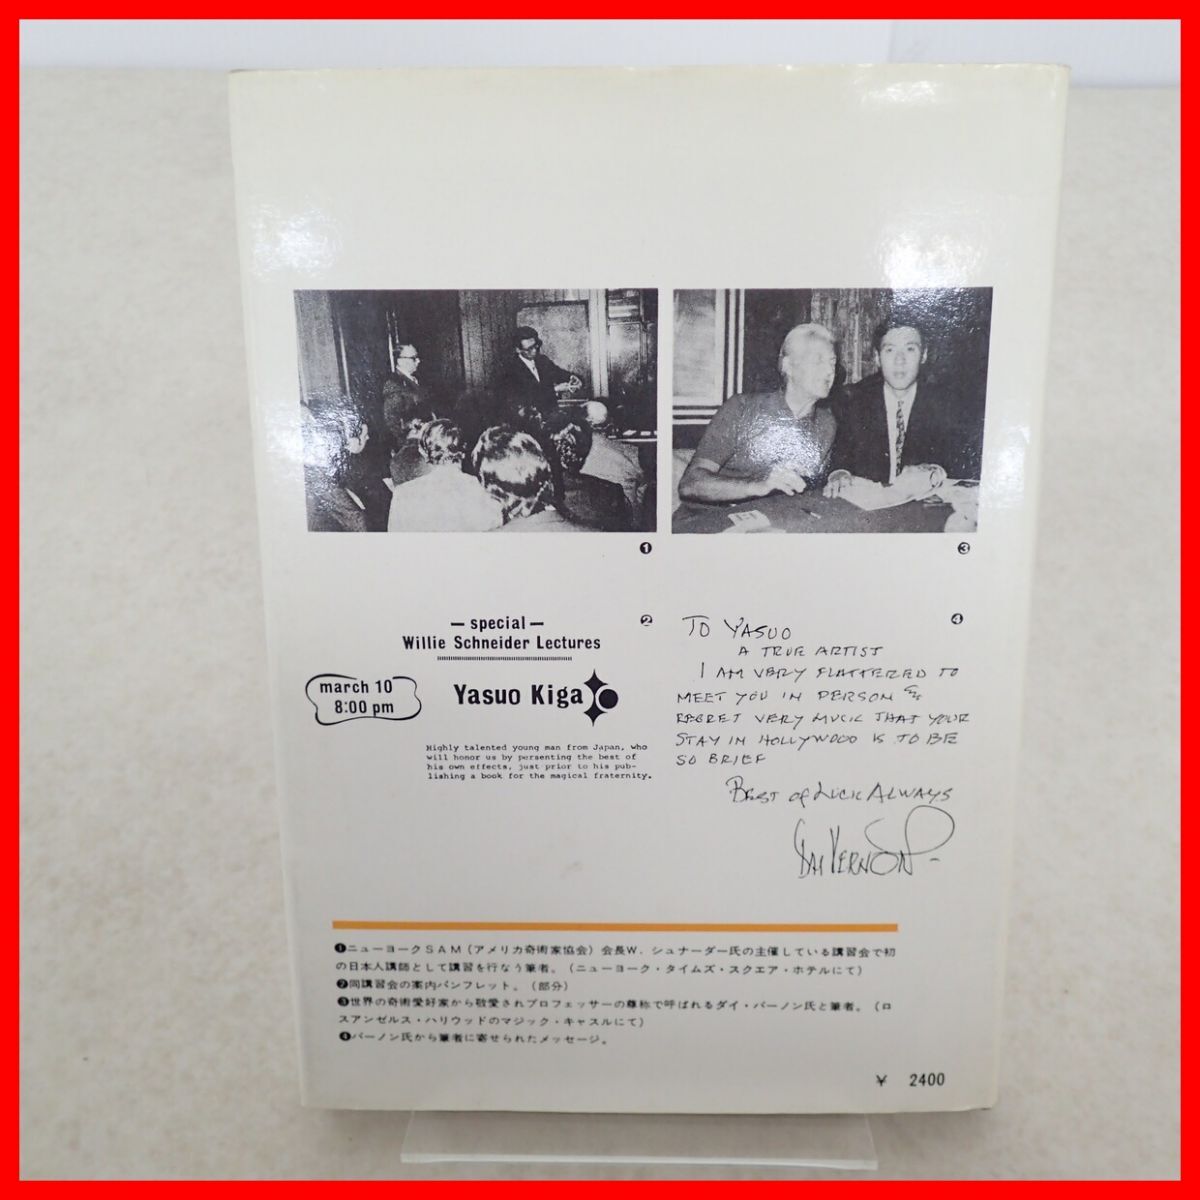 ❶
❸
— special —
❷
Willie Schneider Lectures
march 10
8:00 pm
Yasuo Kiga
Highly talented young man from Japan, who
will honor us by persenting the best of
his own effects, just prior to his pub-
lishing a book for the magical fraternity.
❹
TO YASUO
A TRUE ARTIST
I AM VERY FLATTERED TO
MEET YOU IN PERSON &
REGRET VERY MUCH THAT YOUR
STAY IN HOLLYWOOD IS TO BE
SO BRIEF
BEST OF LUCK ALWAYS
DAI VERNON
❶ニューヨークSAM(アメリカ奇術家協会)会長W．シュナーダー氏の主催している講習会で初
の日本人講師として講習を行なう筆者。(ニューヨーク・タイムズ・スクエア・ホテルにて)
❷同講習会の案内パンフレット。(部分)
❸世界の奇術愛好家から敬愛されプロフェッサーの尊称で呼ばれるダイ・バーノン氏と筆者。(ロ
スアンゼルス・ハリウッドのマジック・キャスルにて)
❹バーノン氏から筆者に寄せられたメッセージ。
¥ 2400